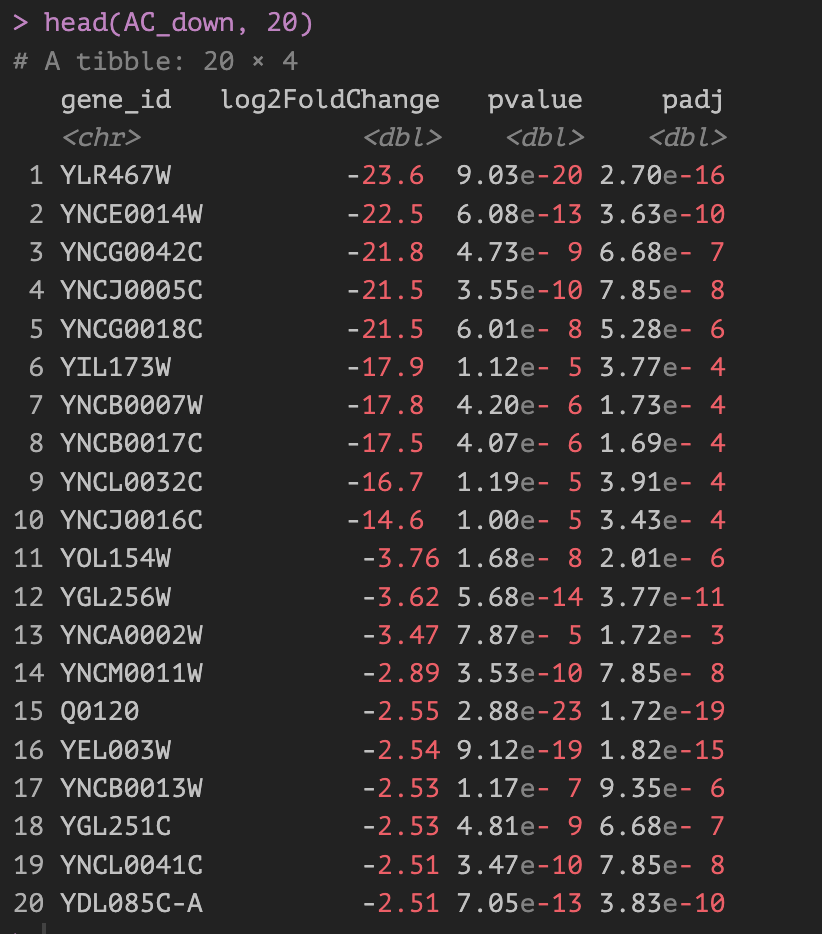 > head(AC_down, 20)
# A tibble: 20 × 4
   gene_id   log2FoldChange   pvalue     padj
   <chr>              <dbl>    <dbl>    <dbl>
 1 YLR467W           -23.6  9.03e-20 2.70e-16
 2 YNCE0014W         -22.5  6.08e-13 3.63e-10
 3 YNCG0042C         -21.8  4.73e- 9 6.68e- 7
 4 YNCJ0005C         -21.5  3.55e-10 7.85e- 8
 5 YNCG0018C         -21.5  6.01e- 8 5.28e- 6
 6 YIL173W           -17.9  1.12e- 5 3.77e- 4
 7 YNCB0007W         -17.8  4.20e- 6 1.73e- 4
 8 YNCB0017C         -17.5  4.07e- 6 1.69e- 4
 9 YNCL0032C         -16.7  1.19e- 5 3.91e- 4
10 YNCJ0016C         -14.6  1.00e- 5 3.43e- 4
11 YOL154W            -3.76 1.68e- 8 2.01e- 6
12 YGL256W            -3.62 5.68e-14 3.77e-11
13 YNCA0002W          -3.47 7.87e- 5 1.72e- 3
14 YNCM0011W          -2.89 3.53e-10 7.85e- 8
15 Q0120              -2.55 2.88e-23 1.72e-19
16 YEL003W            -2.54 9.12e-19 1.82e-15
17 YNCB0013W          -2.53 1.17e- 7 9.35e- 6
18 YGL251C            -2.53 4.81e- 9 6.68e- 7
19 YNCL0041C          -2.51 3.47e-10 7.85e- 8
20 YDL085C-A          -2.51 7.05e-13 3.83e-10